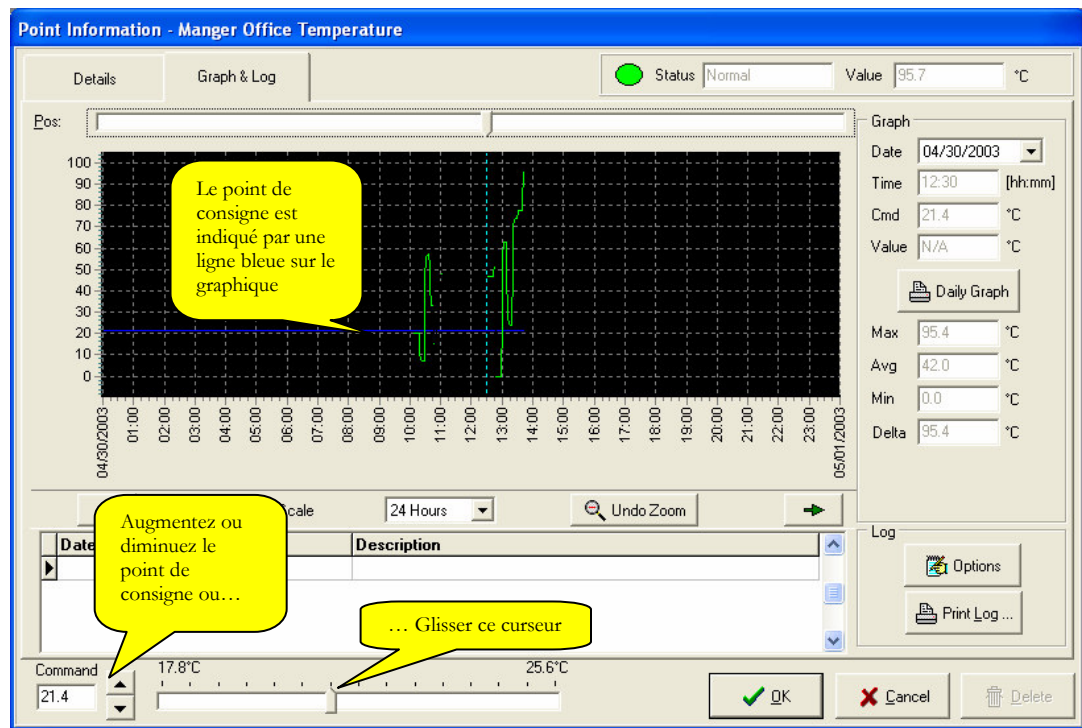 Point Information - Manger Office Temperature
Details
Graph & Log
Status Normal
Value 95.7 °C
Pos:
100
90
80
70
60
50
40
30
20
10
0
Le point de
consigne est
indiqué par une
ligne bleue sur le
graphique
04/30/2003
01:00
02:00
03:00
04:00
05:00
06:00
07:00
08:00
09:00
10:00
11:00
12:00
13:00
14:00
15:00
16:00
17:00
18:00
19:00
20:00
21:00
22:00
23:00
05/01/2003
Graph
Date 04/30/2003
Time 12:30 [hh:mm]
Cmd 21.4 °C
Value N/A °C
Daily Graph
Max 95.4 °C
Avg 42.0 °C
Min 0.0 °C
Delta 95.4 °C
cale 24 Hours Undo Zoom
Date Description
Augmentez ou
diminuez le
point de
consigne ou…
… Glisser ce curseur
Log
Options
Print Log ...
Command
21.4
17.8°C 25.6°C
OK Cancel Delete